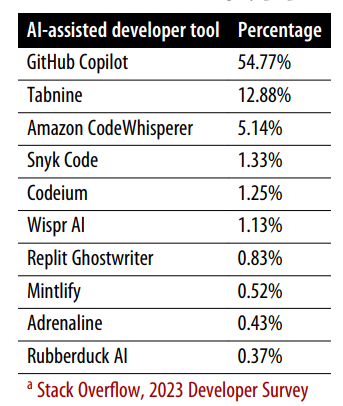 AI-assisted developer tool Percentage
GitHub Copilot 54.77%
Tabnine 12.88%
Amazon CodeWhisperer 5.14%
Snyk Code 1.33%
Codeium 1.25%
Wispr AI 1.13%
Replit Ghostwriter 0.83%
Mintlify 0.52%
Adrenaline 0.43%
Rubberduck AI 0.37%
a Stack Overflow, 2023 Developer Survey